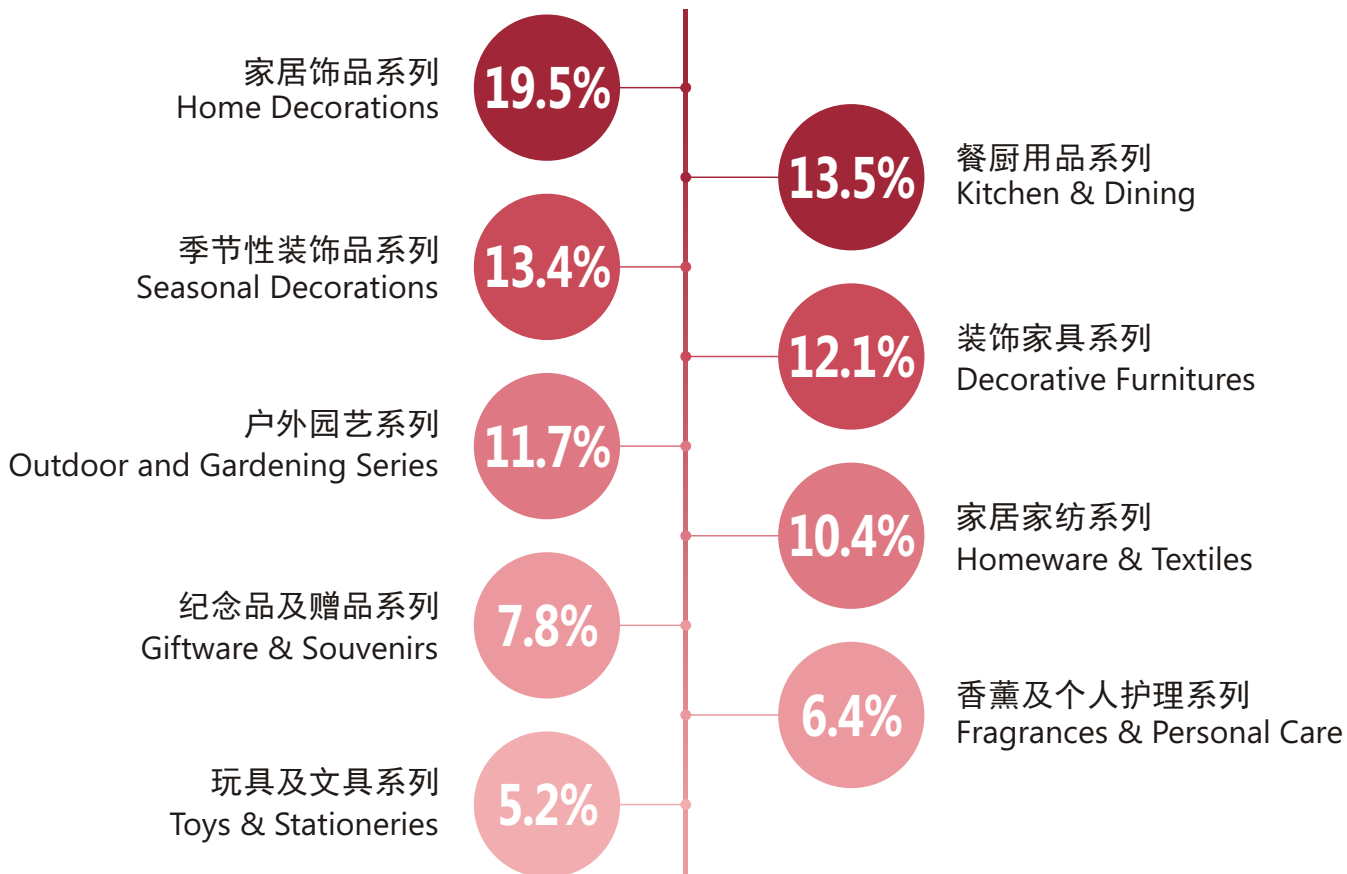 家居饰品系列
Home Decorations
19.5%
13.5%
餐厨用品系列
Kitchen & Dining
季节性装饰品系列
Seasonal Decorations
13.4%
12.1%
装饰家具系列
Decorative Furnitures
户外园艺系列
Outdoor and Gardening Series
11.7%
10.4%
家居家纺系列
Homeware & Textiles
纪念品及赠品系列
Giftware & Souvenirs
7.8%
6.4%
香薰及个人护理系列
Fragrances & Personal Care
玩具及文具系列
Toys & Stationeries
5.2%